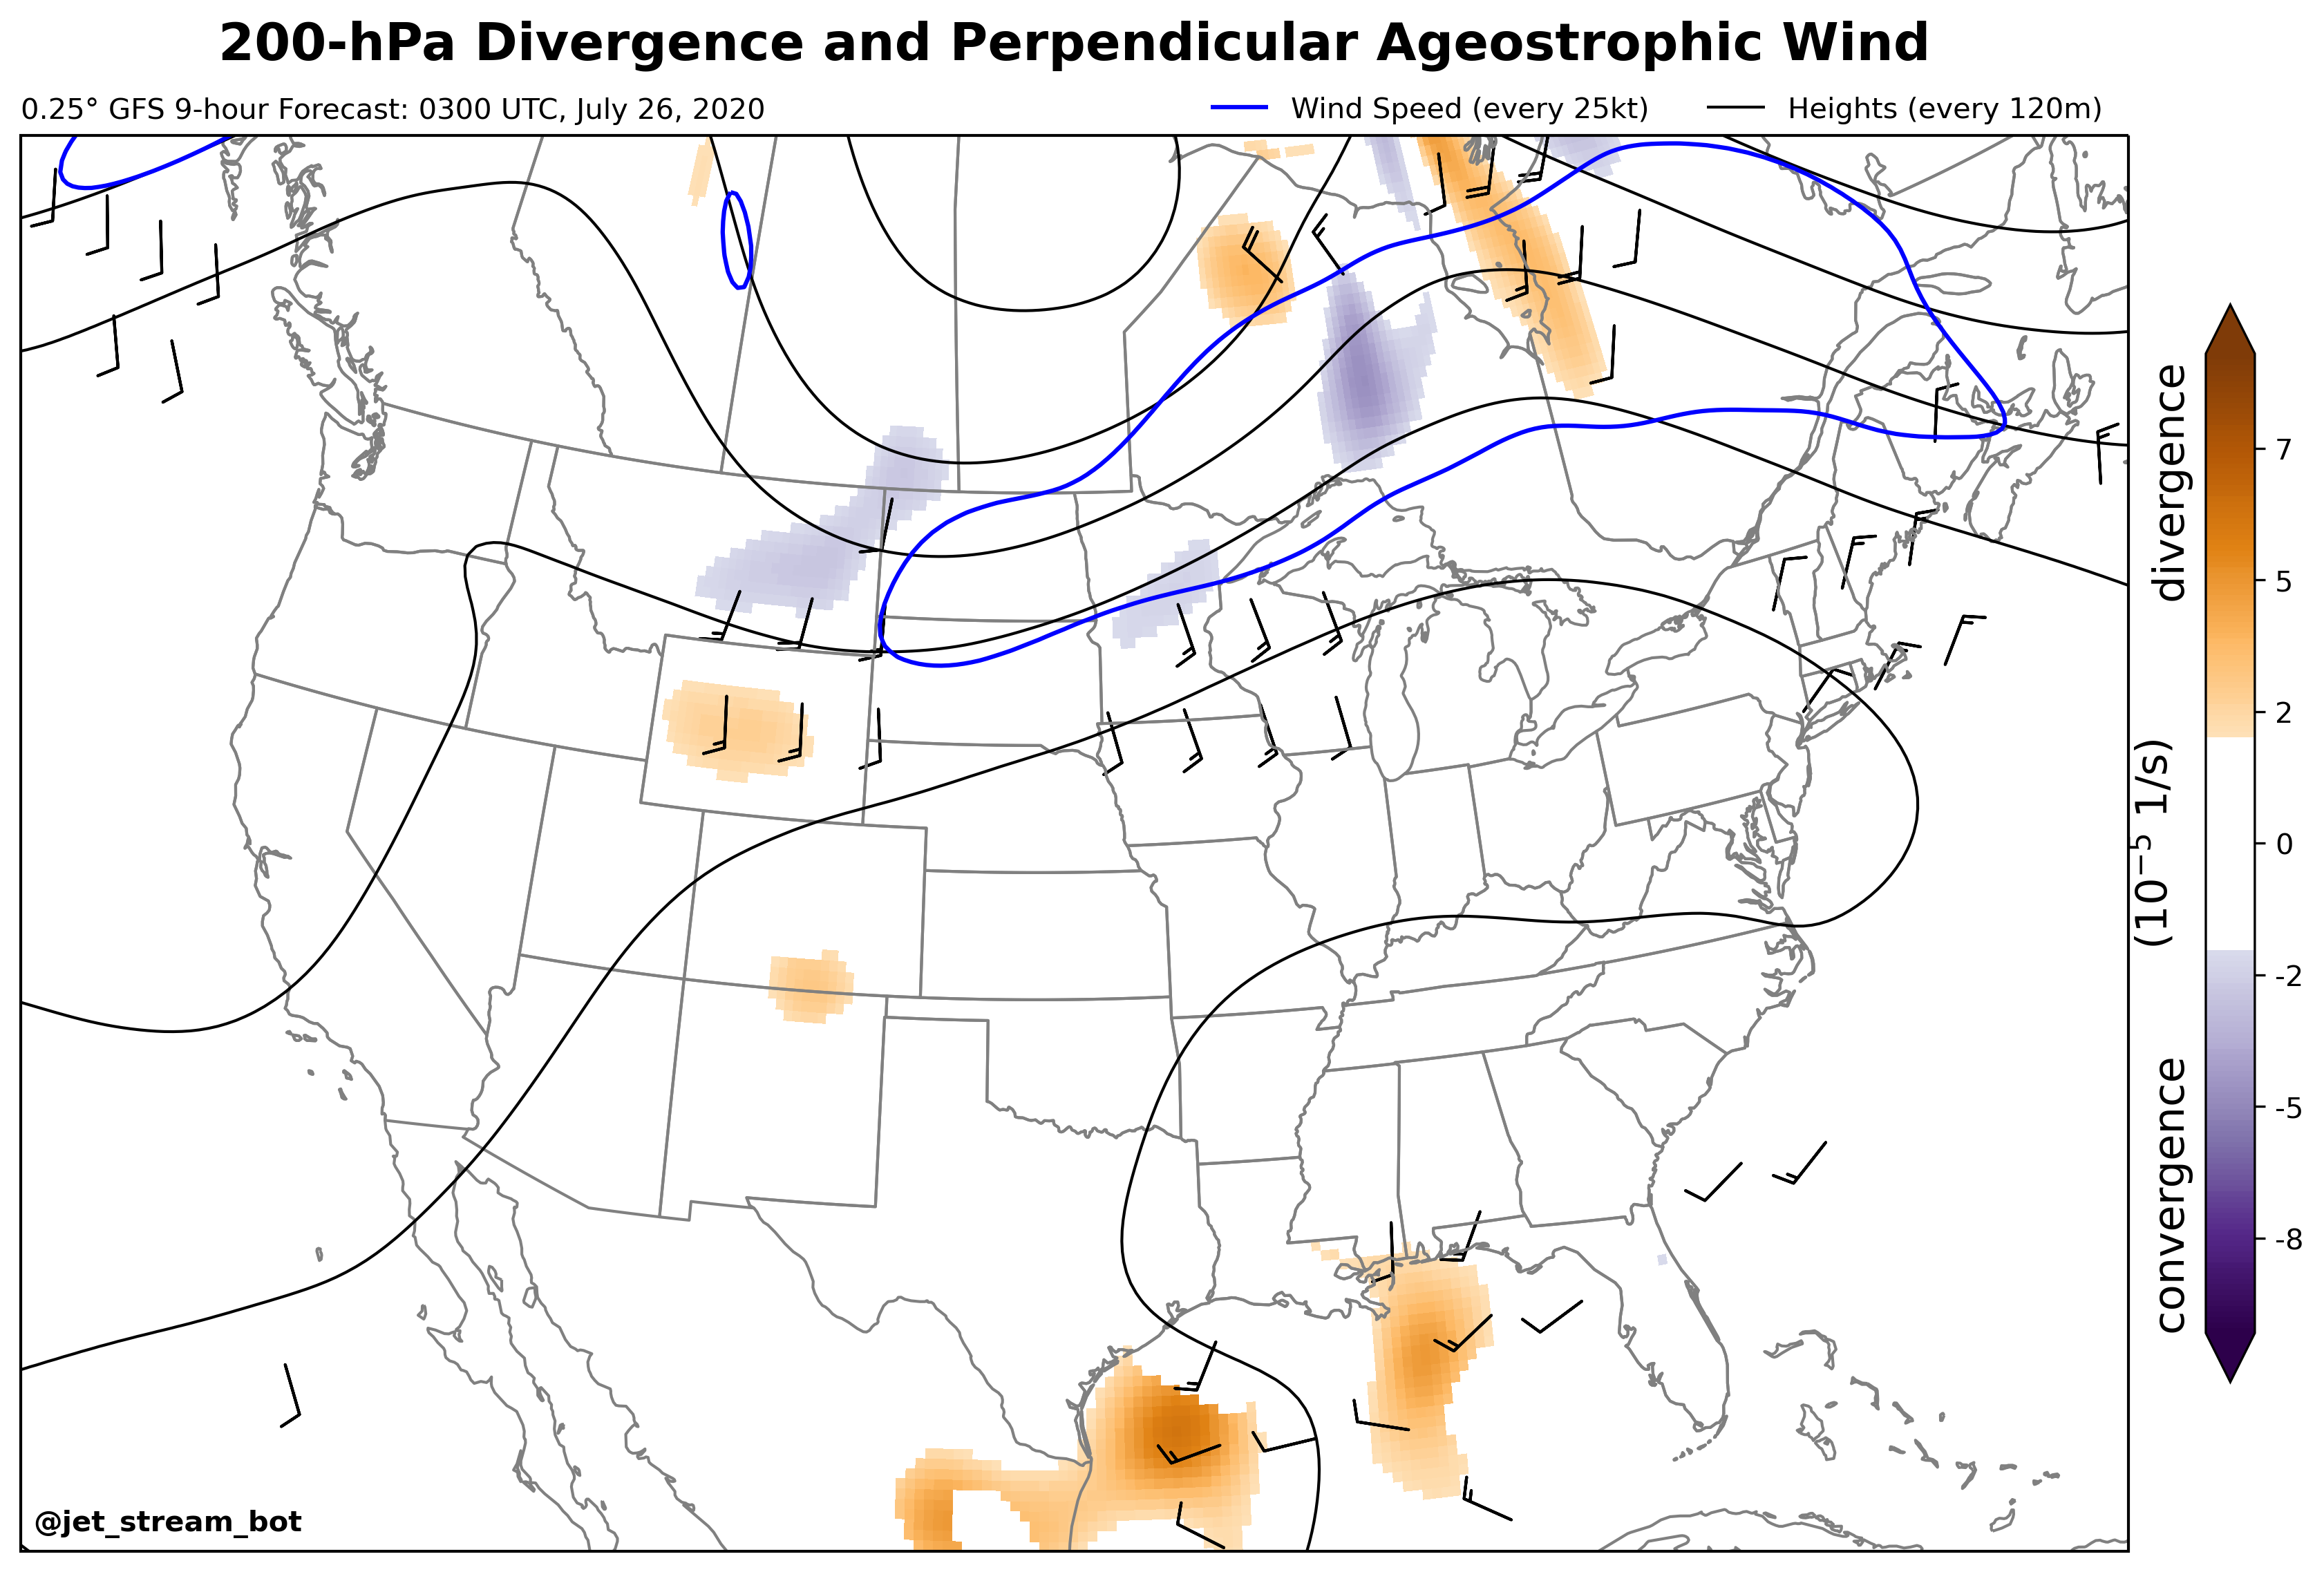 200-hPa Divergence and Perpendicular Ageostrophic Wind
0.25° GFS 9-hour Forecast: 0300 UTC, July 26, 2020
Wind Speed (every 25kt)
Heights (every 120m)
divergence
(10⁻⁵ 1/s)
convergence
7
5
2
0
-2
-5
-8
@jet_stream_bot